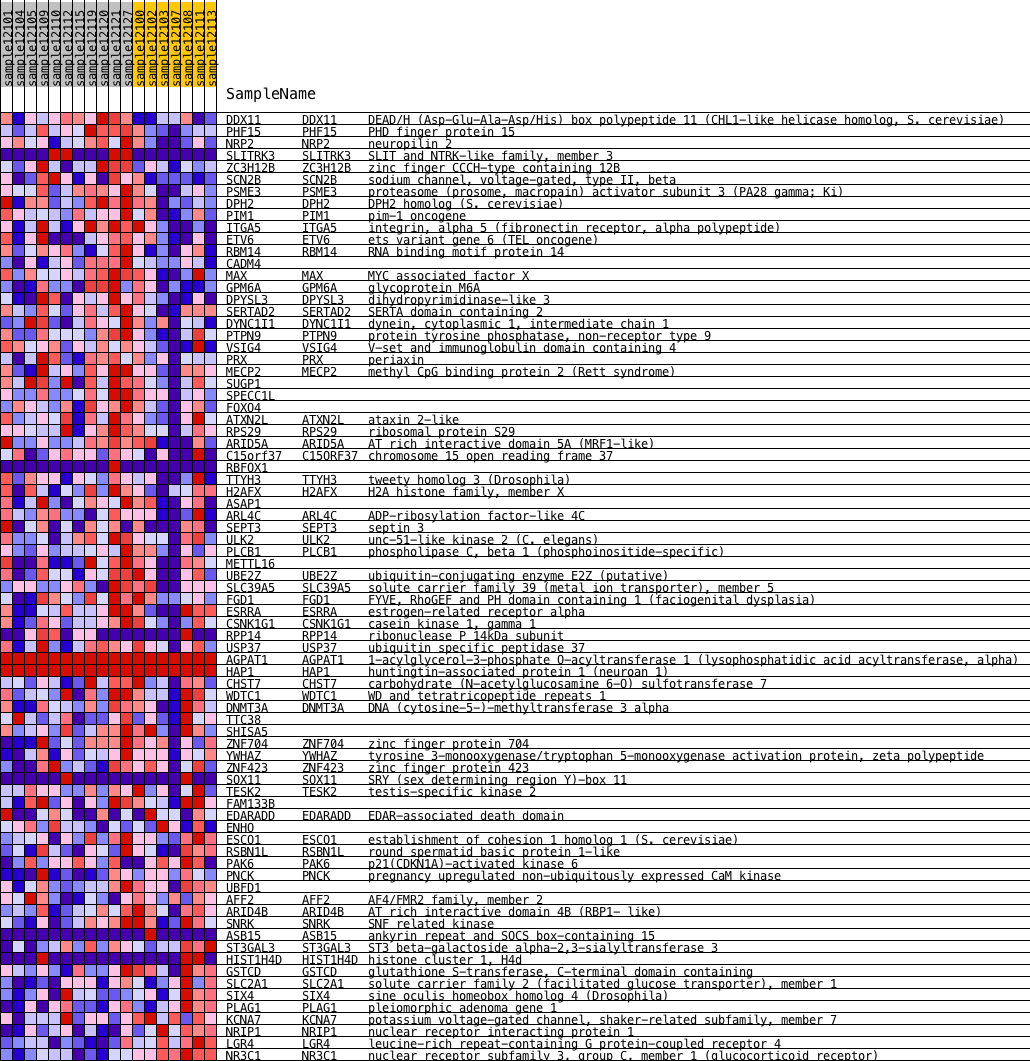 sample12101
sample12104
sample12105
sample12109
sample12110
sample12112
sample12115
sample12119
sample12120
sample12121
sample12127
sample12100
sample12102
sample12103
sample12107
sample12108
sample12111
sample12113
SampleName
DDX11 DDX11 DEAD/H (Asp-Glu-Ala-Asp/His) box polypeptide 11 (CHL1-like helicase homolog, S. cerevisiae)
PHF15 PHF15 PHD finger protein 15
NRP2 NRP2 neuropilin 2
SLITRK3 SLITRK3 SLIT and NTRK-like family, member 3
ZC3H12B ZC3H12B zinc finger CCCH-type containing 12B
SCN2B SCN2B sodium channel, voltage-gated, type II, beta
PSME3 PSME3 proteasome (prosome, macropain) activator subunit 3 (PA28 gamma; Ki)
DPH2 DPH2 DPH2 homolog (S. cerevisiae)
PIM1 PIM1 pim-1 oncogene
ITGA5 ITGA5 integrin, alpha 5 (fibronectin receptor, alpha polypeptide)
ETV6 ETV6 ets variant gene 6 (TEL oncogene)
RBM14 RBM14 RNA binding motif protein 14
CADM4
MAX MAX MYC associated factor X
GPM6A GPM6A glycoprotein M6A
DPYSL3 DPYSL3 dihydropyrimidinase-like 3
SERTAD2 SERTAD2 SERTA domain containing 2
DYNC1I1 DYNC1I1 dynein, cytoplasmic 1, intermediate chain 1
PTPN9 PTPN9 protein tyrosine phosphatase, non-receptor type 9
VSIG4 VSIG4 V-set and immunoglobulin domain containing 4
PRX PRX periaxin
MECP2 MECP2 methyl CpG binding protein 2 (Rett syndrome)
SUGP1
SPECC1L
FOXO4
ATXN2L ATXN2L ataxin 2-like
RPS29 RPS29 ribosomal protein S29
ARID5A ARID5A AT rich interactive domain 5A (MRF1-like)
C15orf37 C15ORF37 chromosome 15 open reading frame 37
RBFOX1
TTYH3 TTYH3 tweety homolog 3 (Drosophila)
H2AFX H2AFX H2A histone family, member X
ASAP1
ARL4C ARL4C ADP-ribosylation factor-like 4C
SEPT3 SEPT3 septin 3
ULK2 ULK2 unc-51-like kinase 2 (C. elegans)
PLCB1 PLCB1 phospholipase C, beta 1 (phosphoinositide-specific)
METTL16
UBE2Z UBE2Z ubiquitin-conjugating enzyme E2Z (putative)
SLC39A5 SLC39A5 solute carrier family 39 (metal ion transporter), member 5
FGD1 FGD1 FYVE, RhoGEF and PH domain containing 1 (faciogenital dysplasia)
ESRRA ESRRA estrogen-related receptor alpha
CSNK1G1 CSNK1G1 casein kinase 1, gamma 1
RPP14 RPP14 ribonuclease P 14kDa subunit
USP37 USP37 ubiquitin specific peptidase 37
AGPAT1 AGPAT1 1-acylglycerol-3-phosphate O-acyltransferase 1 (lysophosphatidic acid acyltransferase, alpha)
HAP1 HAP1 huntingtin-associated protein 1 (neuroan 1)
CHST7 CHST7 carbohydrate (N-acetylglucosamine 6-O) sulfotransferase 7
WDTC1 WDTC1 WD and tetratricopeptide repeats 1
DNMT3A DNMT3A DNA (cytosine-5-)-methyltransferase 3 alpha
TTC38
SHISA5
ZNF704 ZNF704 zinc finger protein 704
YWHAZ YWHAZ tyrosine 3-monooxygenase/tryptophan 5-monooxygenase activation protein, zeta polypeptide
ZNF423 ZNF423 zinc finger protein 423
SOX11 SOX11 SRY (sex determining region Y)-box 11
TESK2 TESK2 testis-specific kinase 2
FAM133B
EDARADD EDARADD EDAR-associated death domain
ENHO
ESCO1 ESCO1 establishment of cohesion 1 homolog 1 (S. cerevisiae)
RSBN1L RSBN1L round spermatid basic protein 1-like
PAK6 PAK6 p21(CDKN1A)-activated kinase 6
PNCK PNCK pregnancy upregulated non-ubiquitously expressed CaM kinase
UBFD1
AFF2 AFF2 AF4/FMR2 family, member 2
ARID4B ARID4B AT rich interactive domain 4B (RBP1- like)
SNRK SNRK SNF related kinase
ASB15 ASB15 ankyrin repeat and SOCS box-containing 15
ST3GAL3 ST3GAL3 ST3 beta-galactoside alpha-2,3-sialyltransferase 3
HIST1H4D HIST1H4D histone cluster 1, H4d
GSTCD GSTCD glutathione S-transferase, C-terminal domain containing
SLC2A1 SLC2A1 solute carrier family 2 (facilitated glucose transporter), member 1
SIX4 SIX4 sine oculis homeobox homolog 4 (Drosophila)
PLAG1 PLAG1 pleiomorphic adenoma gene 1
KCNA7 KCNA7 potassium voltage-gated channel, shaker-related subfamily, member 7
NRIP1 NRIP1 nuclear receptor interacting protein 1
LGR4 LGR4 leucine-rich repeat-containing G protein-coupled receptor 4
NR3C1 NR3C1 nuclear receptor subfamily 3, group C, member 1 (glucocorticoid receptor)